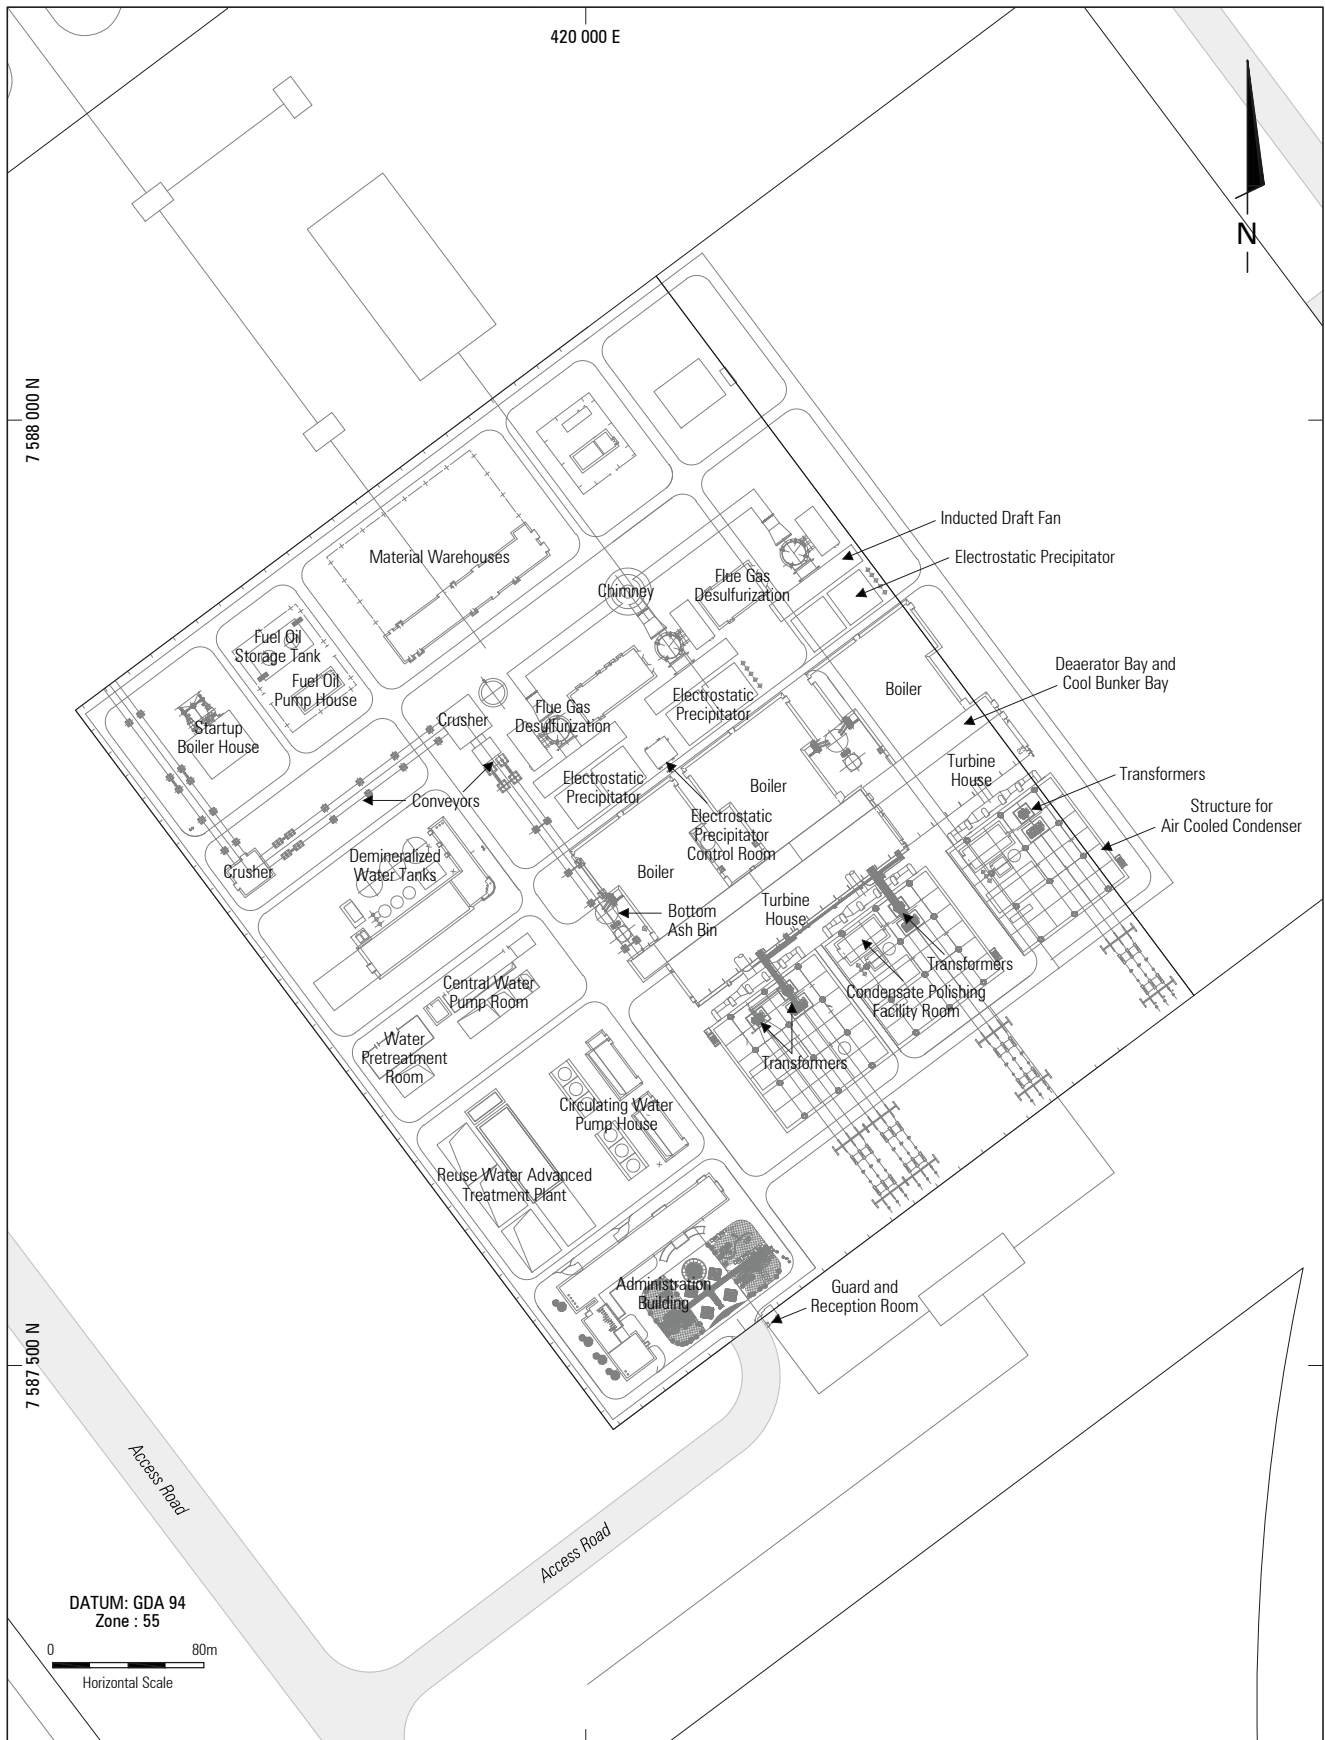 420 000 E
N
7 588 000 N
Inducted Draft Fan
Electrostatic Precipitator
Material Warehouses
Flue Gas
Desulfurization
Chimney
Fuel Oil
Storage Tank
Fuel Oil
Pump House
Deaerator Bay and
Cool Bunker Bay
Boiler
Electrostatic
Precipitator
Flue Gas
Desulfurization
Crusher
Startup
Boiler House
Turbine
House
Transformers
Electrostatic
Precipitator
Boiler
Conveyors
Structure for
Air Cooled Condenser
Electrostatic
Precipitator
Control Room
Demineralized
Water Tanks
Crusher
Boiler
Turbine
House
Bottom
Ash Bin
Transformers
Central Water
Pump Room
Condensate Polishing
Facility Room
Water
Pretreatment
Room
Transformers
Circulating Water
Pump House
Reuse Water Advanced
Treatment Plant
Administration
Building
Guard and
Reception Room
7 587 500 N
Access Road
Access Road
DATUM: GDA 94
Zone : 55
0 80m
Horizontal Scale